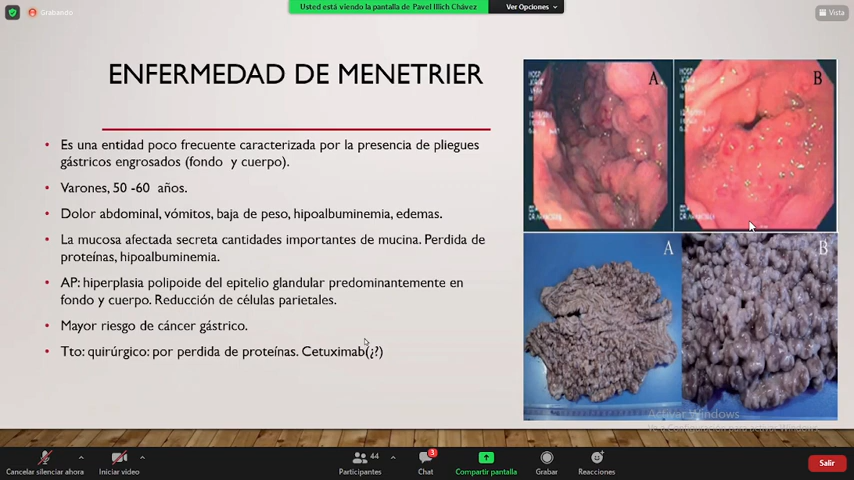 Usted está viendo la pantalla de Pavel Illich Chávez
Ver Opciones
Grabando
Vista
ENFERMEDAD DE MENETRIER
• Es una entidad poco frecuente caracterizada por la presencia de pliegues
gástricos engrosados (fondo y cuerpo).
• Varones, 50 -60 años.
• Dolor abdominal, vómitos, baja de peso, hipoalbuminemia, edemas.
• La mucosa afectada secreta cantidades importantes de mucina. Perdida de
proteínas, hipoalbuminemia.
• AP: hiperplasia polipoide del epitelio glandular predominantemente en
fondo y cuerpo. Reducción de células parietales.
• Mayor riesgo de cáncer gástrico.
• Tto: quirúrgico: por perdida de proteínas. Cetuximab(¿?)
A
B
A
B
Activar Windows
Cancelar silenciar ahora
Iniciar video
44
Participantes
3
Chat
Compartir pantalla
Grabar
Reacciones
Salir